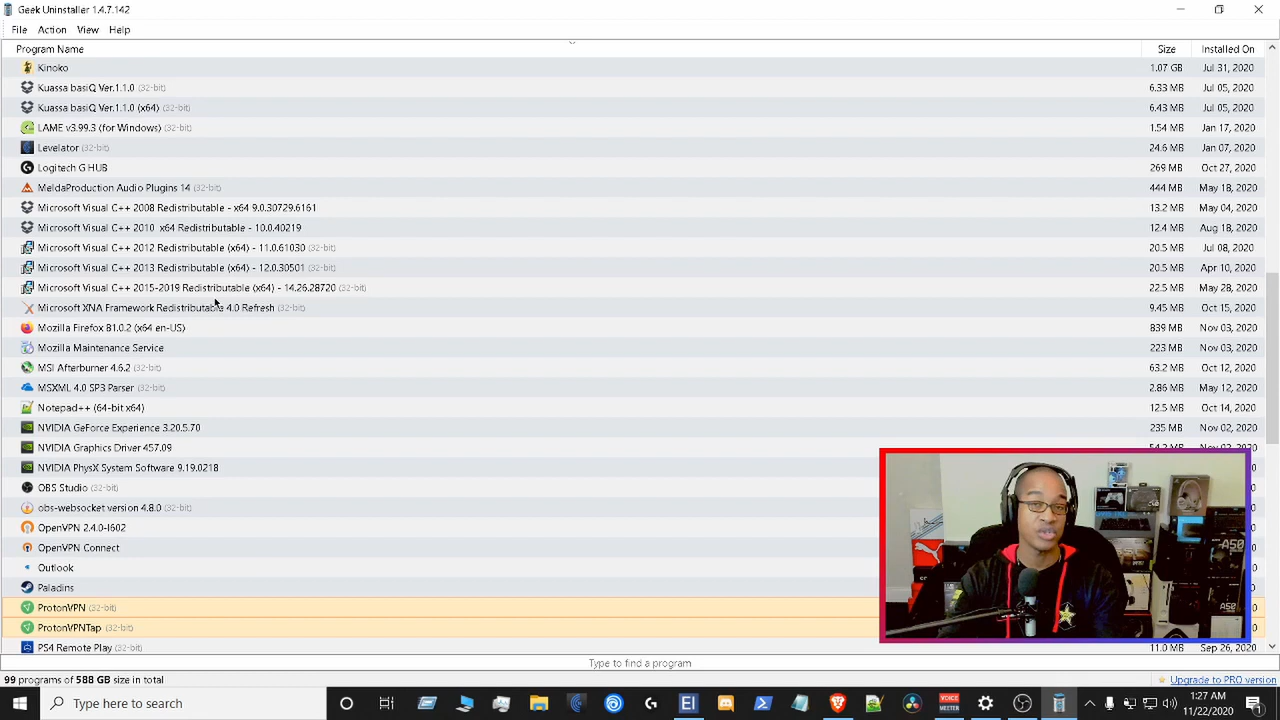 Geek Uninstaller 1.4.7.142
File Action View Help
Program Name Size Installed On
Kinoko 1.07 GB Jul 31, 2020
Kuassa basiQ Ver.1.1.0 (32-bit) 6.33 MB Jul 05, 2020
Kuassa basiQ Ver.1.1.0 (x64) (32-bit) 6.43 MB Jul 05, 2020
LAME v3.99.3 (for Windows) (32-bit) 1.54 MB Jan 17, 2020
Levelator (32-bit) 24.6 MB Jan 07, 2020
Logitech G HUB 269 MB Oct 27, 2020
MeldaProduction Audio Plugins 14 (32-bit) 444 MB May 18, 2020
Microsoft Visual C++ 2008 Redistributable - x64 9.0.30729.6161 13.2 MB May 04, 2020
Microsoft Visual C++ 2010 x64 Redistributable - 10.0.40219 12.4 MB Aug 18, 2020
Microsoft Visual C++ 2012 Redistributable (x64) - 11.0.61030 (32-bit) 20.5 MB Jul 08, 2020
Microsoft Visual C++ 2013 Redistributable (x64) - 12.0.30501 (32-bit) 20.5 MB Apr 10, 2020
Microsoft Visual C++ 2015-2019 Redistributable (x64) - 14.26.28720 (32-bit) 22.5 MB May 28, 2020
Microsoft XNA Framework Redistributable 4.0 Refresh (32-bit) 9.45 MB Oct 15, 2020
Mozilla Firefox 81.0.2 (x64 en-US) 839 MB Nov 03, 2020
Mozilla Maintenance Service 223 MB Nov 03, 2020
MSI Afterburner 4.6.2 (32-bit) 63.2 MB Oct 12, 2020
MSXML 4.0 SP3 Parser (32-bit) 2.86 MB May 12, 2020
Notepad++ (64-bit x64) 12.5 MB Oct 14, 2020
NVIDIA GeForce Experience 3.20.5.70 235 MB Nov 02, 2020
NVIDIA Graphics Driver 457.09
NVIDIA PhysX System Software 9.19.0218
OBS Studio (32-bit)
obs-websocket version 4.8.0 (32-bit)
OpenVPN 2.4.0-I602
OpenVPN Connect
Outlook
Paladins
ProtonVPN (32-bit)
ProtonVPNTap (32-bit)
PS4 Remote Play (32-bit) 11.0 MB Sep 26, 2020
PUMA
A50
A50
Type to find a program
99 programs of 588 GB size in total Upgrade to PRO version
Type here to search EI VOICE MEETER 1:27 AM
11/22/2020